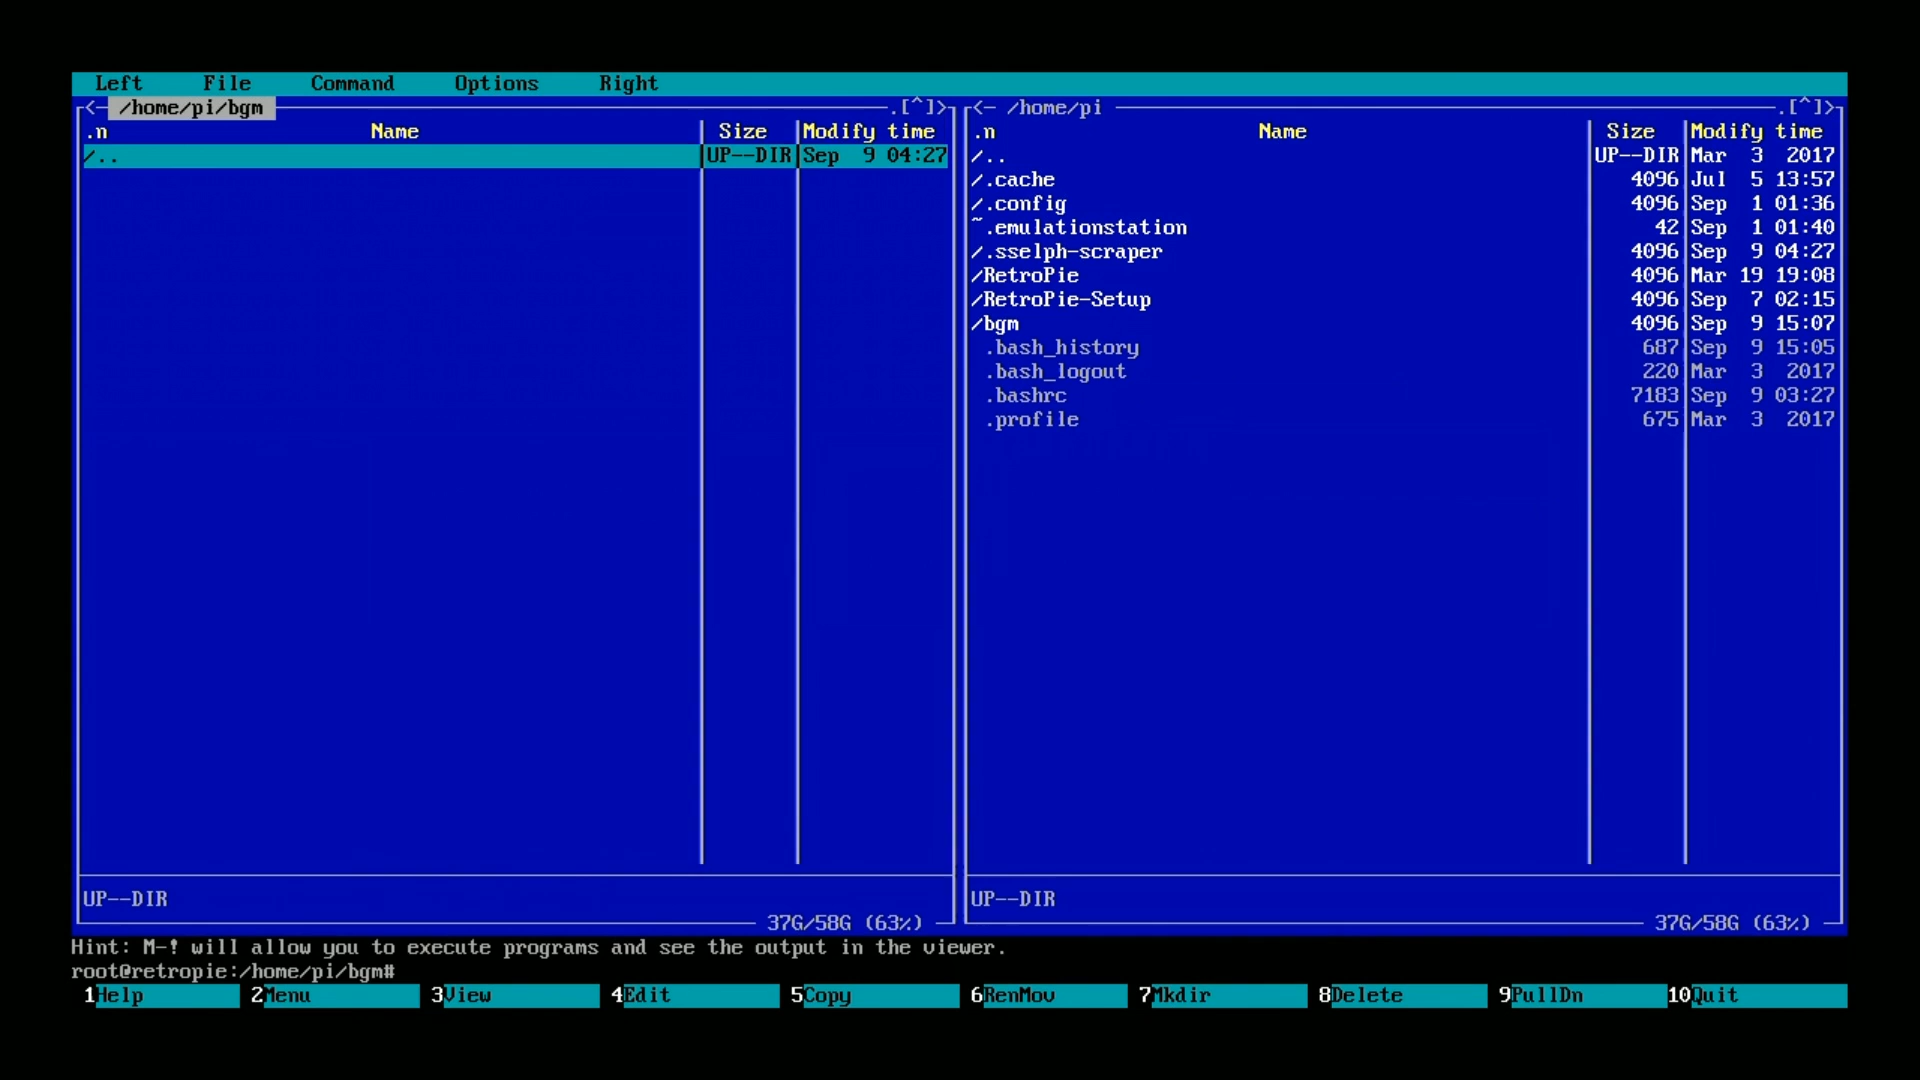 Left File Command Options Right
<- /home/pi/bgm .[^]>
.n Name Size Modify time
/.. UP--DIR Sep 9 04:27
UP--DIR
37G/58G (63%)
<- /home/pi .[^]>
.n Name Size Modify time
/.. UP--DIR Mar 3 2017
/.cache 4096 Jul 5 13:57
/.config 4096 Sep 1 01:36
~.emulationstation 42 Sep 1 01:40
/.sselph-scraper 4096 Sep 9 04:27
/RetroPie 4096 Mar 19 19:08
/RetroPie-Setup 4096 Sep 7 02:15
/bgm 4096 Sep 9 15:07
.bash_history 687 Sep 9 15:05
.bash_logout 220 Mar 3 2017
.bashrc 7183 Sep 9 03:27
.profile 675 Mar 3 2017
UP--DIR
37G/58G (63%)
Hint: M-! will allow you to execute programs and see the output in the viewer.
root@retropie:/home/pi/bgm#
1Help 2Menu 3View 4Edit 5Copy 6RenMov 7Mkdir 8Delete 9PullDn 10Quit